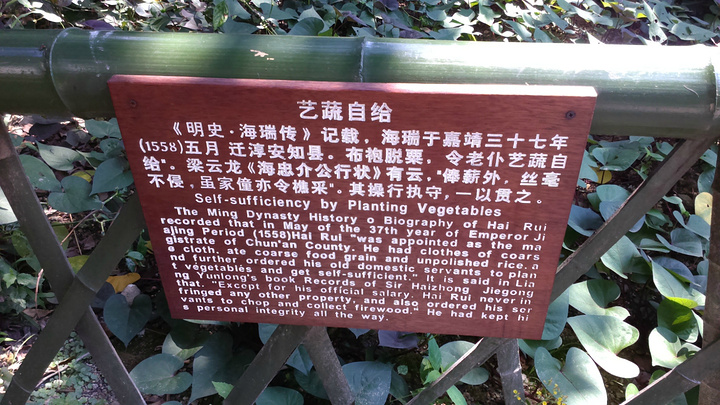 艺蔬自给
《明史·海瑞传》记载，海瑞于嘉靖三十七年
(1558)五月 迁淳安知县。布袍脱粟，令老仆艺蔬自
给"。梁云龙《海忠介公行状》有云，"俸薪外，丝毫
不侵，虽家僮亦令樵采"。其操行执守，一以贯之。
Self-sufficiency by Planting Vegetables
The Ming Dynasty History o Biography of Hai Rui
recorded that in May of the 37th year of Emperor Ji
ajing Period (1558)Hai Rui "was appointed as the ma
gistrate of Chun'an County. He had clothes of coars
e cloth, ate coarse food grain and unpolished rice,a
nd further ordered his old domestic servants to plan
t vegetables and get self-sufficient." It is said in Lia
ng Yunlong's book Records of Sir Haizhong Jiegong
that, "Except for his official salary, Hai Rui never in
fringed any other property, and also ordered his ser
vants to chop and collect firewood." He had kept hi
s personal integrity all the way.